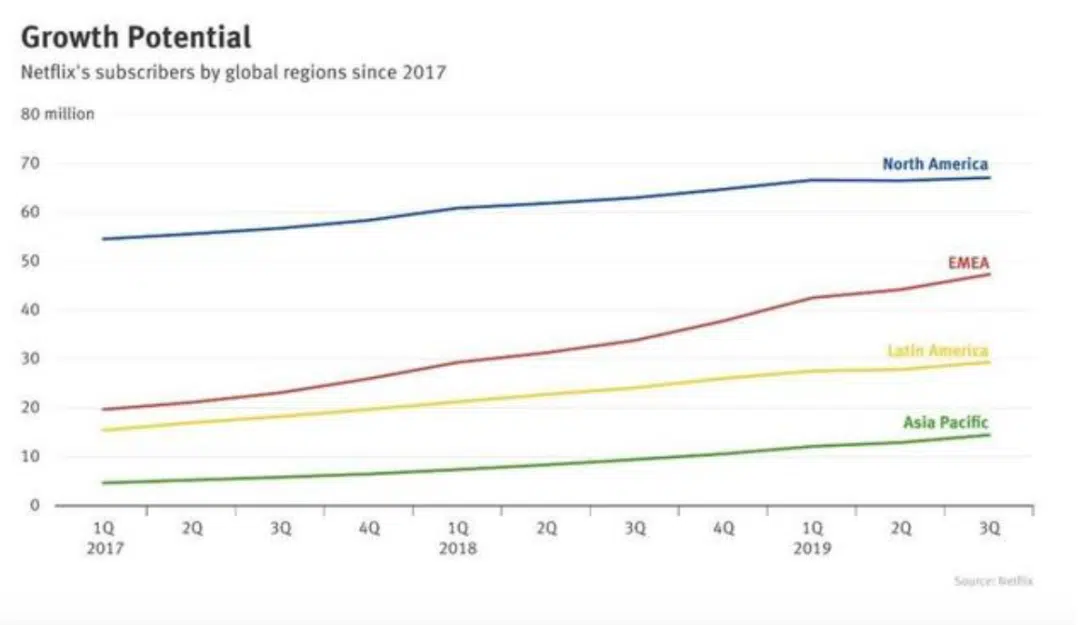 Growth Potential
Netflix's subscribers by global regions since 2017
80 million
70
North America
60
50
EMEA
40
Latin America
30
20
Asia Pacific
10
0
1Q 2Q 3Q 4Q 1Q 2Q 3Q 4Q 1Q 2Q 3Q
2017 2018 2019
Source: Netflix